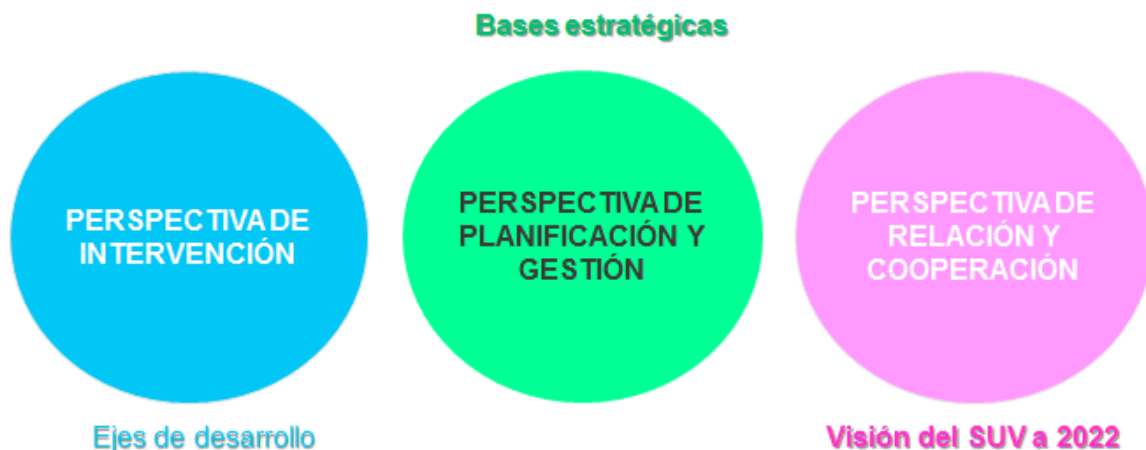 Bases estratégicas
PERSPECTIVA DE
INTERVENCIÓN
PERSPECTIVA DE
PLANIFICACIÓN Y
GESTIÓN
PERSPECTIVA DE
RELACIÓN Y
COOPERACIÓN
Ejes de desarrollo
Visión del SUV a 2022